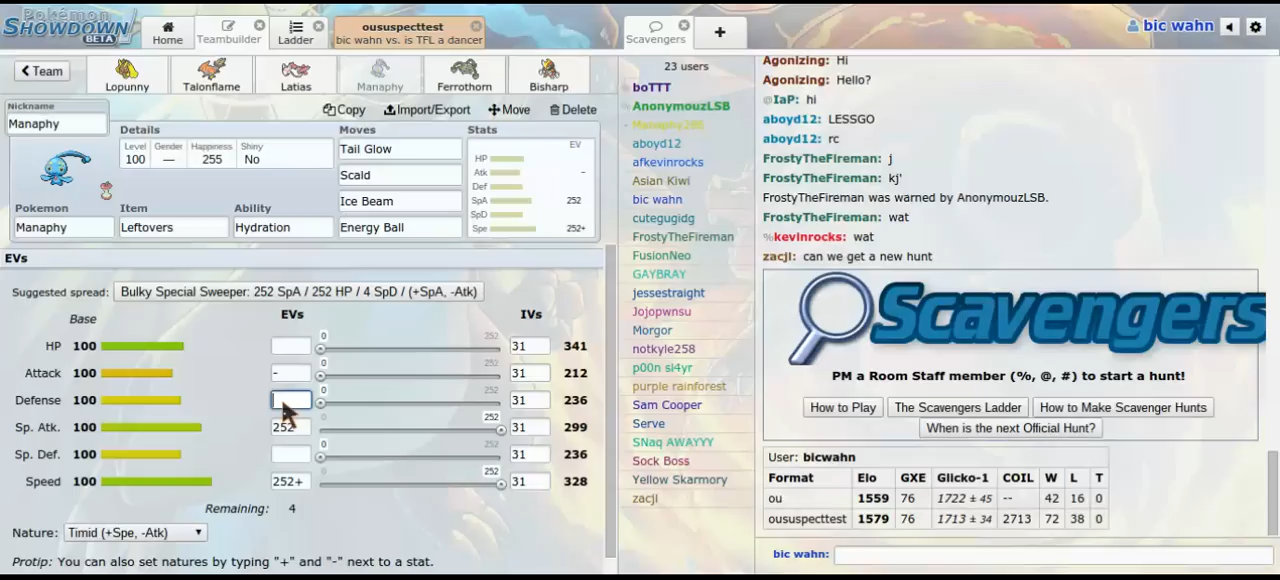 Pokémon
SHOWDOWN
BETA
Home
Teambuilder
Ladder
oususpecttest
bic wahn vs. is TFL a dancer
Scavengers
bic wahn
Team
Lopunny
Talonflame
Latias
Manaphy
Ferrothorn
Bisharp
Copy
Import/Export
Move
Delete
Nickname
Manaphy
Details
Level Gender Happiness Shiny
100 — 255 No
Pokemon Item Ability
Manaphy Leftovers Hydration
Moves
Tail Glow
Scald
Ice Beam
Energy Ball
Stats
EV
HP
Atk -
Def
SpA 252
SpD
Spe 252+
EVs
Suggested spread: Bulky Special Sweeper: 252 SpA / 252 HP / 4 SpD / (+SpA, -Atk)
Base EVs IVs
HP 100 0 252 31 341
Attack 100 - 0 252 31 212
Defense 100 0 252 31 236
Sp. Atk. 100 252 0 252 31 299
Sp. Def. 100 0 252 31 236
Speed 100 252+ 0 252 31 328
Remaining: 4
Nature: Timid (+Spe, -Atk)
Protip: You can also set natures by typing "+" and "-" next to a stat.
23 users
boTTT
AnonymouzLSB
aboyd12
afkevinrocks
Asian Kiwi
bic wahn
cutegugidg
FrostyTheFireman
FusionNeo
GAYBRAY
jessestraight
Jojopwnsu
Morgor
notkyle258
p00n si4yr
purple rainforest
Sam Cooper
Serve
SNaq AWAYYY
Sock Boss
Yellow Skarmory
zacjl
Agonizing: Hi
Agonizing: Hello?
@IaP: hi
aboyd12: LESSGO
aboyd12: rc
FrostyTheFireman: j
FrostyTheFireman: kj'
FrostyTheFireman was warned by AnonymouzLSB.
FrostyTheFireman: wat
%kevinrocks: wat
zacjl: can we get a new hunt
Scavengers
PM a Room Staff member (%, @, #) to start a hunt!
How to Play
The Scavengers Ladder
How to Make Scavenger Hunts
When is the next Official Hunt?
User: bicwahn
Format Elo GXE Glicko-1 COIL W L T
ou 1559 76 1722 ± 45 -- 42 16 0
oususpecttest 1579 76 1713 ± 34 2713 72 38 0
bic wahn: